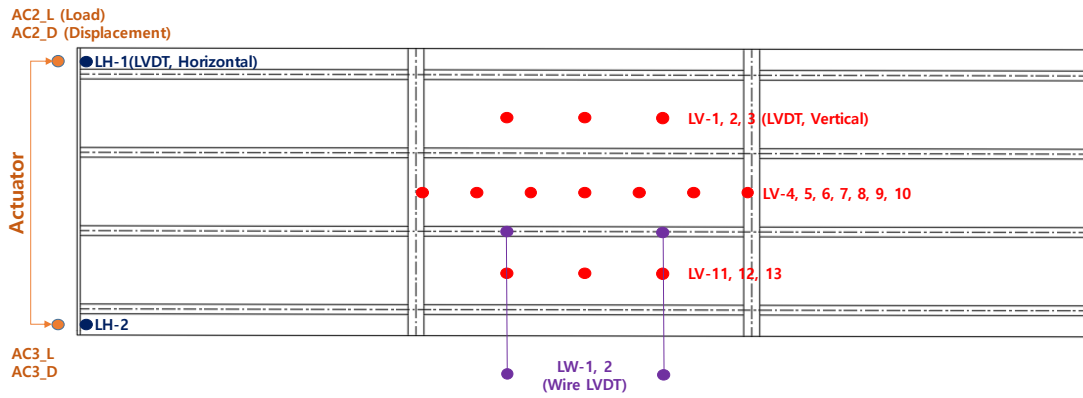 AC2_L (Load)
AC2_D (Displacement)
LH-1(LVDT, Horizontal)
LV-1, 2, 3 (LVDT, Vertical)
Actuator
LV-4, 5, 6, 7, 8, 9, 10
LV-11, 12, 13
LH-2
AC3_L
AC3_D
LW-1, 2
(Wire LVDT)